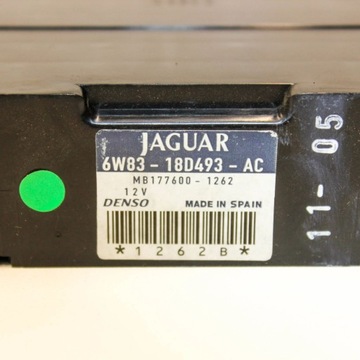 JAGUAR
6W83 - 18D493 - AC
MB177600 - 1262
12V
DENSO MADE IN SPAIN
*1262B*
11-05